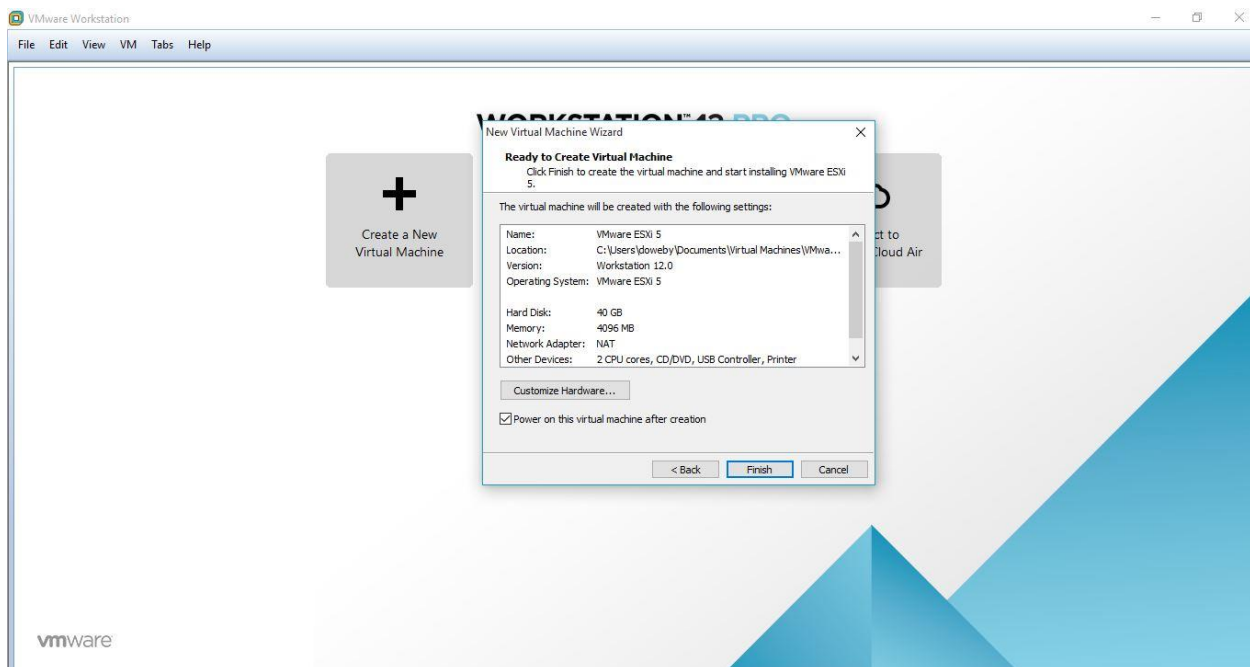 VMware Workstation
File Edit View VM Tabs Help
New Virtual Machine Wizard
Ready to Create Virtual Machine
Click Finish to create the virtual machine and start installing VMware ESXi
5.
The virtual machine will be created with the following settings:
Name: VMware ESXi 5
Location: C:\Users\doweby\Documents\Virtual Machines\VMwa...
Version: Workstation 12.0
Operating System: VMware ESXi 5
Hard Disk: 40 GB
Memory: 4096 MB
Network Adapter: NAT
Other Devices: 2 CPU cores, CD/DVD, USB Controller, Printer
Customize Hardware...
Power on this virtual machine after creation
< Back Finish Cancel
Create a New
Virtual Machine
ct to
Cloud Air
vmware